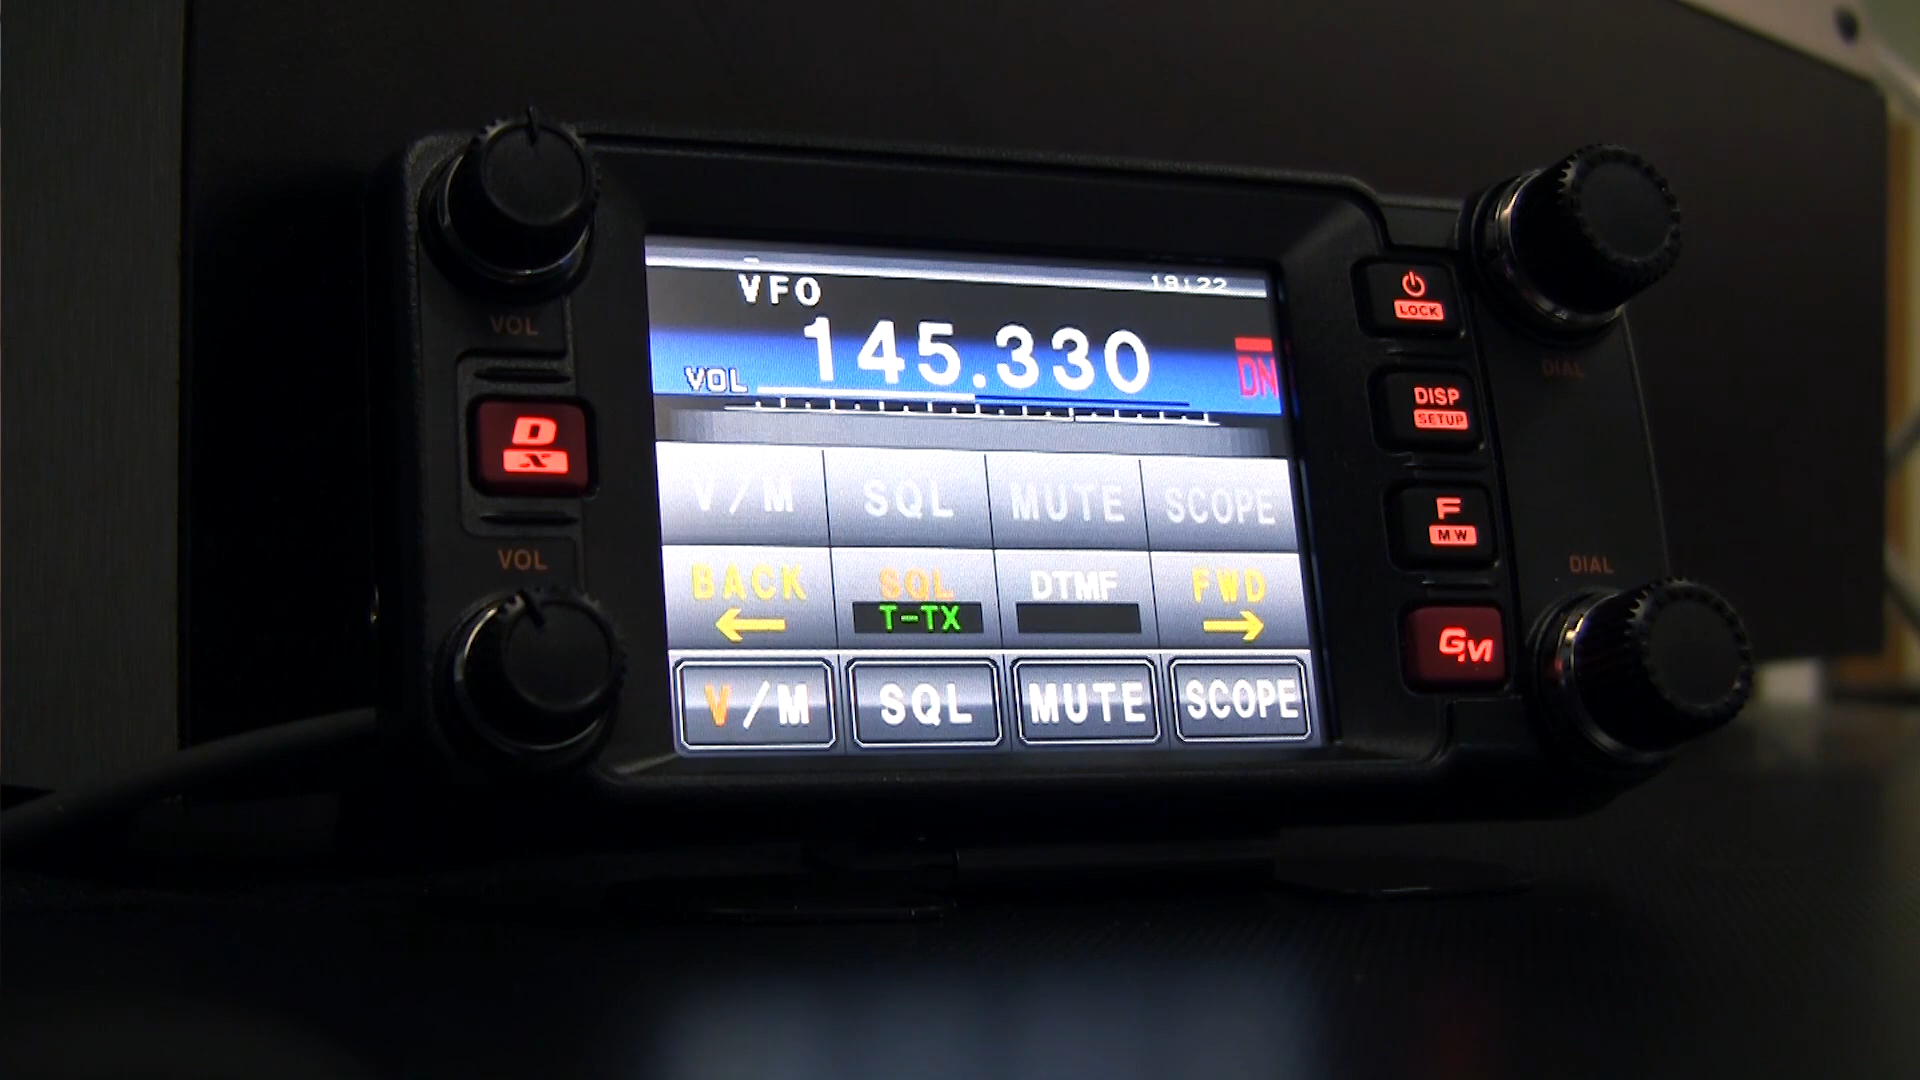 VFO
19:22
145.330
VOL
DN
V/M SQL MUTE SCOPE
BACK SQL DTMF FWD
T-TX
V/M SQL MUTE SCOPE
VOL
D
X
VOL
LOCK
DISP
SETUP
F
MW
GM
DIAL
DIAL